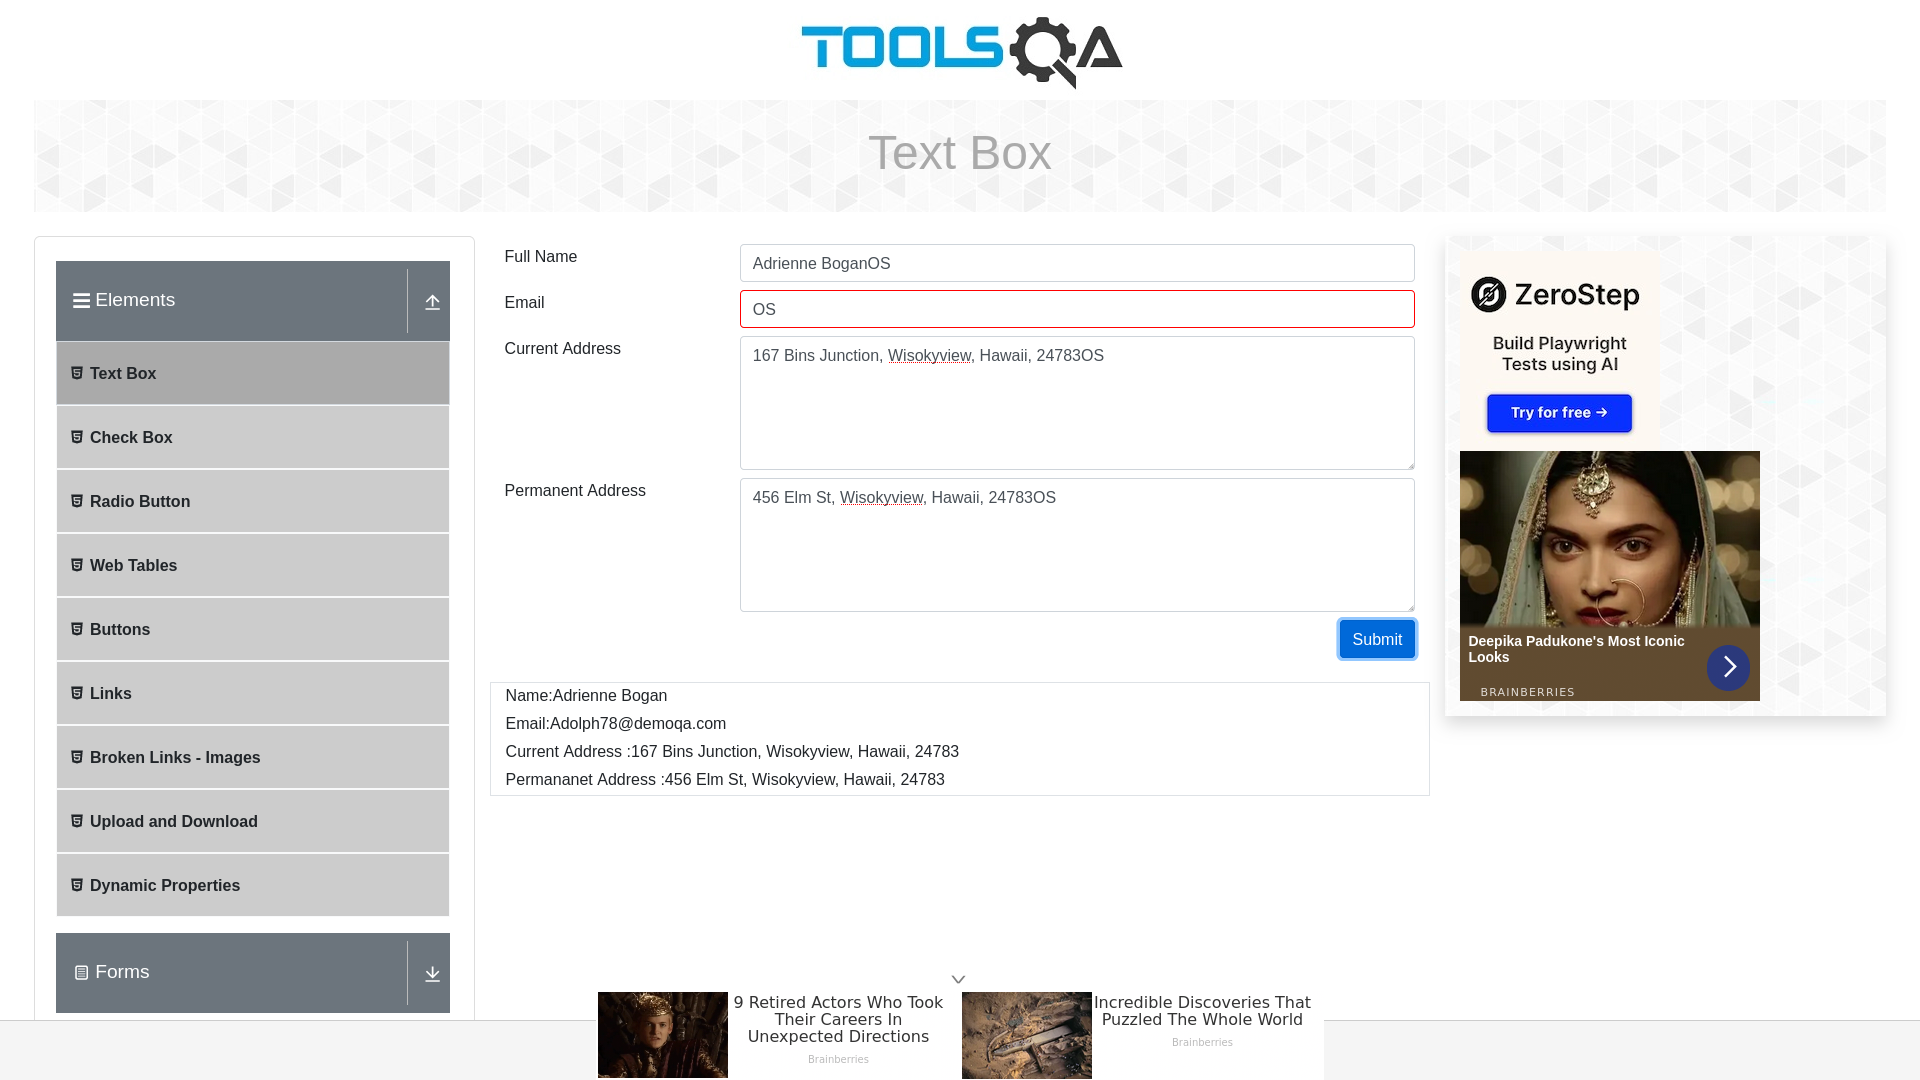 TOOLSQA
Text Box
Elements
Text Box
Check Box
Radio Button
Web Tables
Buttons
Links
Broken Links - Images
Upload and Download
Dynamic Properties
Forms
Full Name
Adrienne BoganOS
Email
OS
Current Address
167 Bins Junction, Wisokyview, Hawaii, 24783OS
Permanent Address
456 Elm St, Wisokyview, Hawaii, 24783OS
Submit
Name:Adrienne Bogan
Email:Adolph78@demoqa.com
Current Address :167 Bins Junction, Wisokyview, Hawaii, 24783
Permananet Address :456 Elm St, Wisokyview, Hawaii, 24783
ZeroStep
Build Playwright
Tests using AI
Try for free →
Deepika Padukone's Most Iconic
Looks
BRAINBERRIES
9 Retired Actors Who Took
Their Careers In
Unexpected Directions
Brainberries
Incredible Discoveries That
Puzzled The Whole World
Brainberries